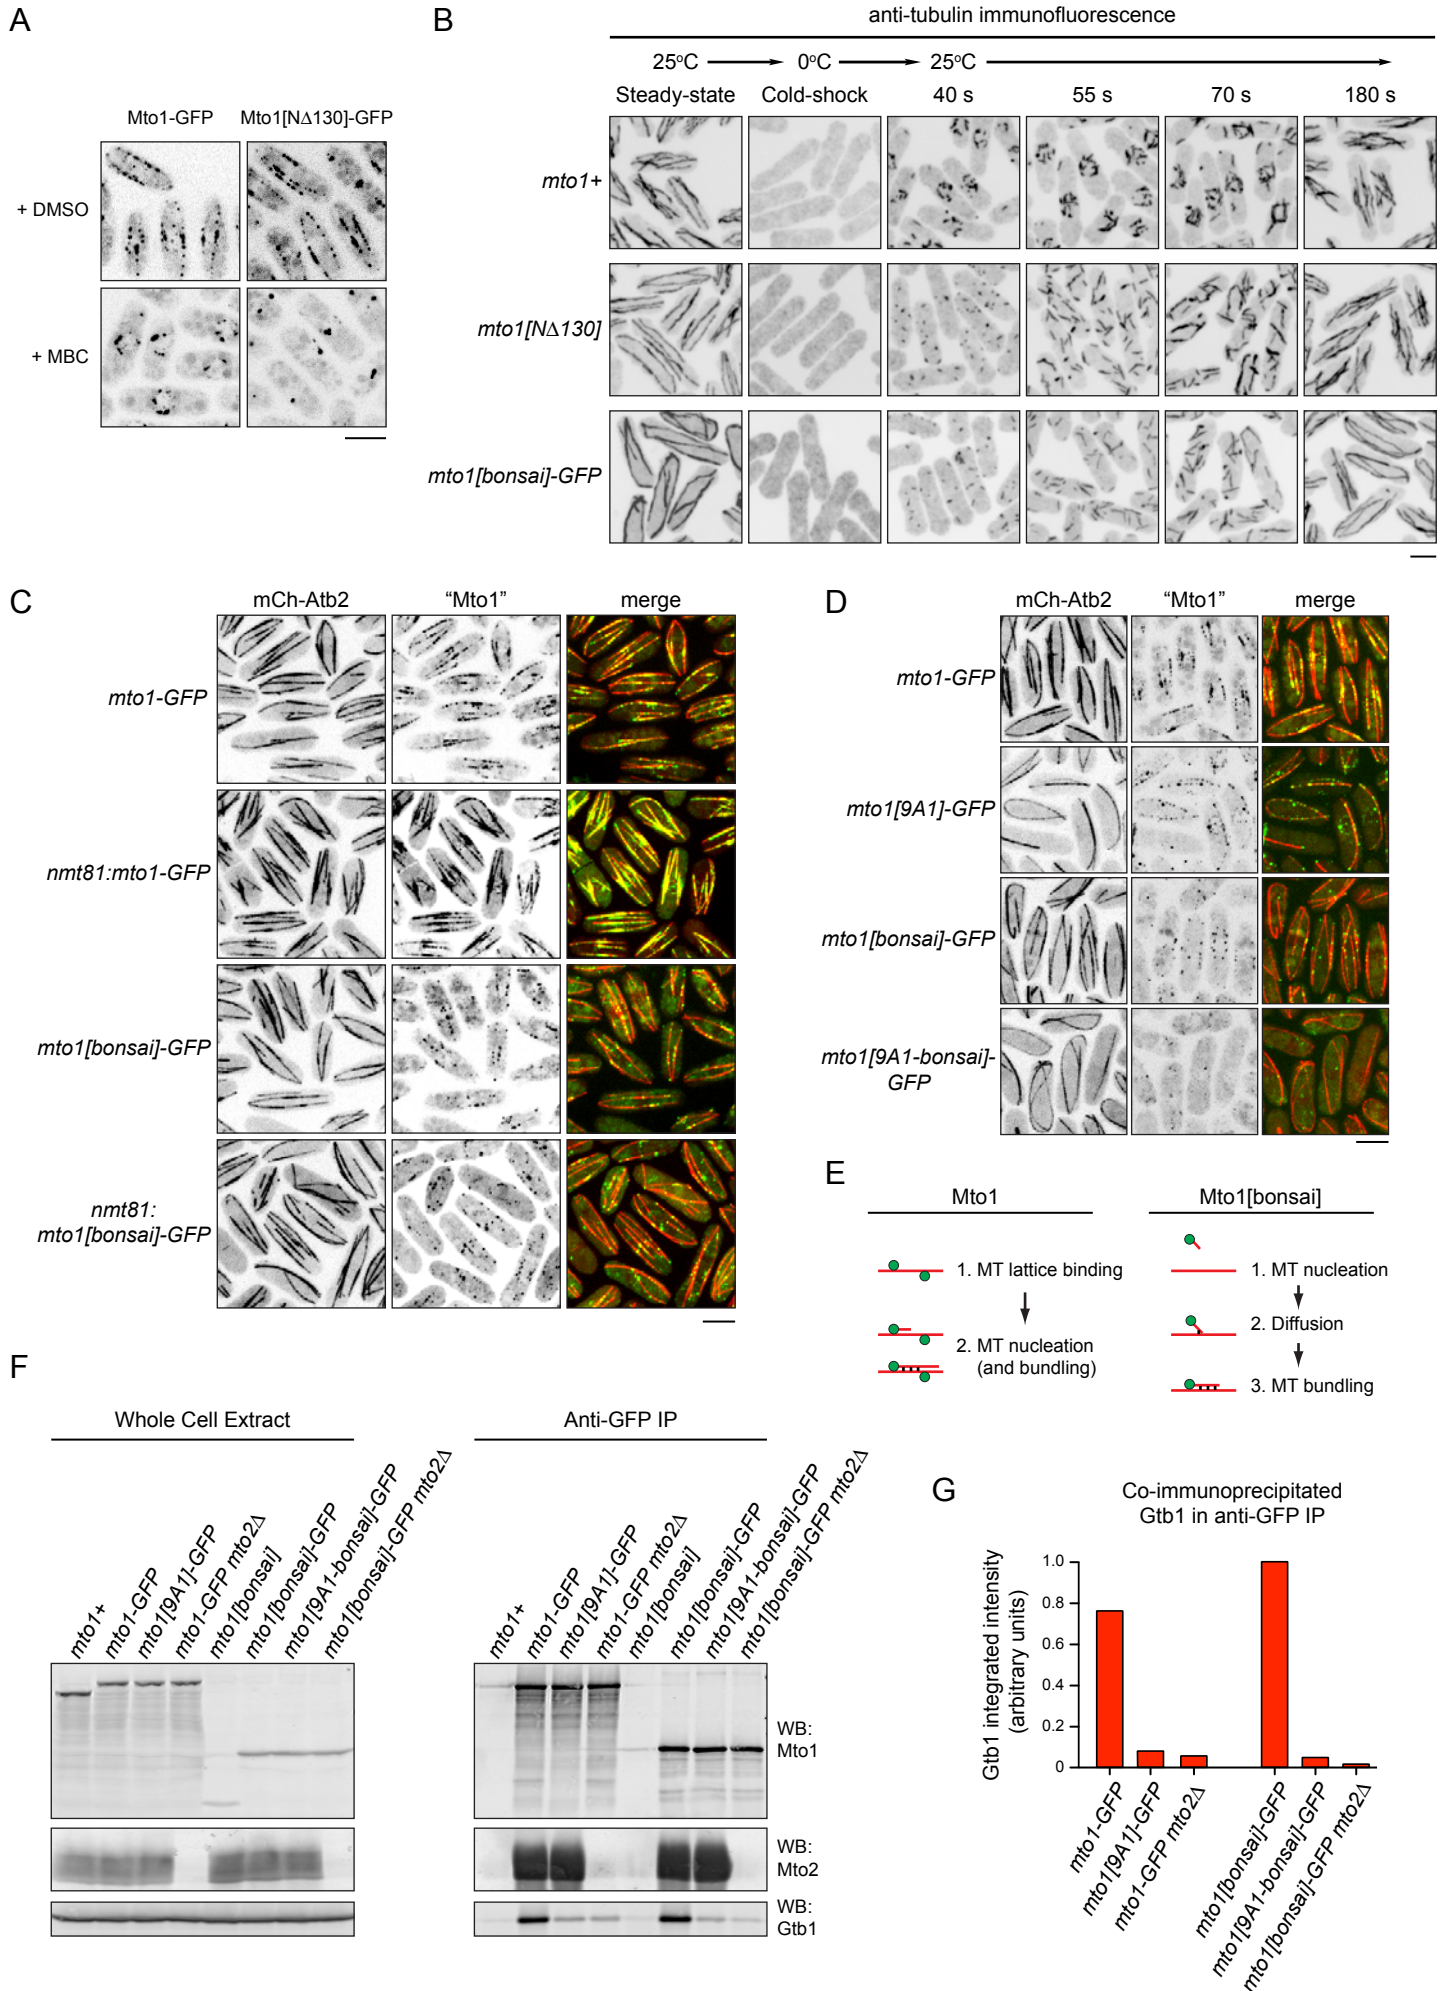 A
Mto1-GFP
Mto1[NΔ130]-GFP
+ DMSO
+ MBC
B
anti-tubulin immunofluorescence
25°C
0°C
25°C
Steady-state
Cold-shock
40 s
55 s
70 s
180 s
mto1+
mto1[NΔ130]
mto1[bonsai]-GFP
C
mCh-Atb2
“Mto1”
merge
mto1-GFP
nmt81:mto1-GFP
mto1[bonsai]-GFP
nmt81:
mto1[bonsai]-GFP
D
mCh-Atb2
“Mto1”
merge
mto1-GFP
mto1[9A1]-GFP
mto1[bonsai]-GFP
mto1[9A1-bonsai]-
GFP
E
Mto1
1. MT lattice binding
2. MT nucleation
(and bundling)
Mto1[bonsai]
1. MT nucleation
2. Diffusion
3. MT bundling
F
Whole Cell Extract
mto1+
mto1-GFP
mto1[9A1]-GFP
mto1-GFP mto2Δ
mto1[bonsai]
mto1[bonsai]-GFP
mto1[9A1-bonsai]-GFP
mto1[bonsai]-GFP mto2Δ
Anti-GFP IP
mto1+
mto1-GFP
mto1[9A1]-GFP
mto1-GFP mto2Δ
mto1[bonsai]
mto1[bonsai]-GFP
mto1[9A1-bonsai]-GFP
mto1[bonsai]-GFP mto2Δ
WB:
Mto1
WB:
Mto2
WB:
Gtb1
G
Co-immunoprecipitated
Gtb1 in anti-GFP IP
Gtb1 integrated intensity
(arbitrary units)
1.0
0.8
0.6
0.4
0.2
0
mto1-GFP
mto1[9A1]-GFP
mto1-GFP mto2Δ
mto1[bonsai]-GFP
mto1[9A1-bonsai]-GFP
mto1[bonsai]-GFP mto2Δ